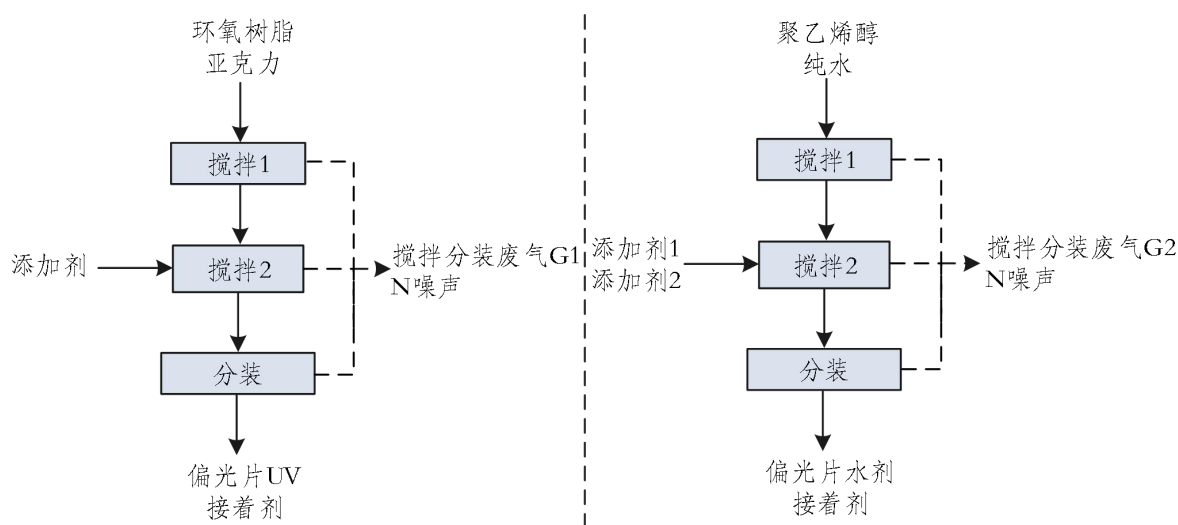 环氧树脂
亚克力
搅拌1
添加剂
搅拌2
搅拌分装废气G1
N噪声
分装
偏光片UV
接着剂
聚乙烯醇
纯水
搅拌1
添加剂1
添加剂2
搅拌2
搅拌分装废气G2
N噪声
分装
偏光片水剂
接着剂